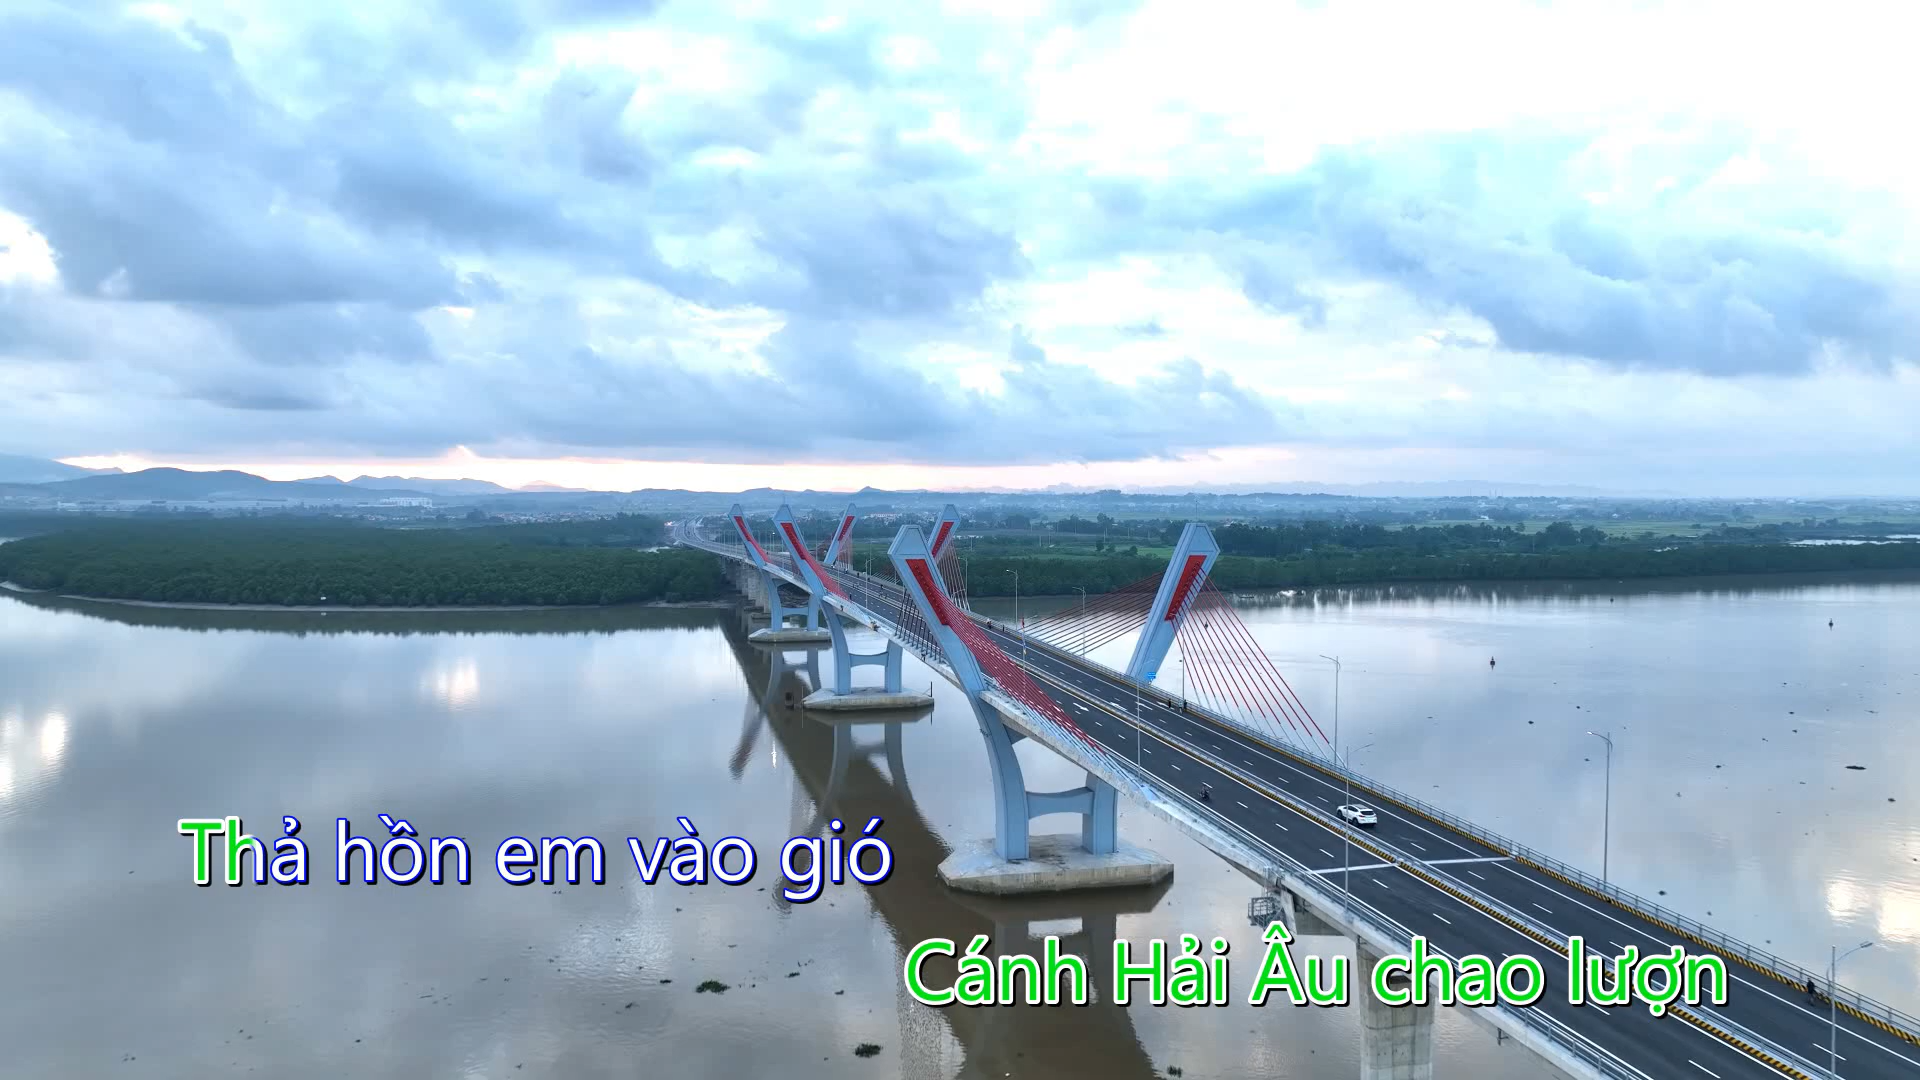 Thả hồn em vào gió
Cánh Hải Âu chao lượn